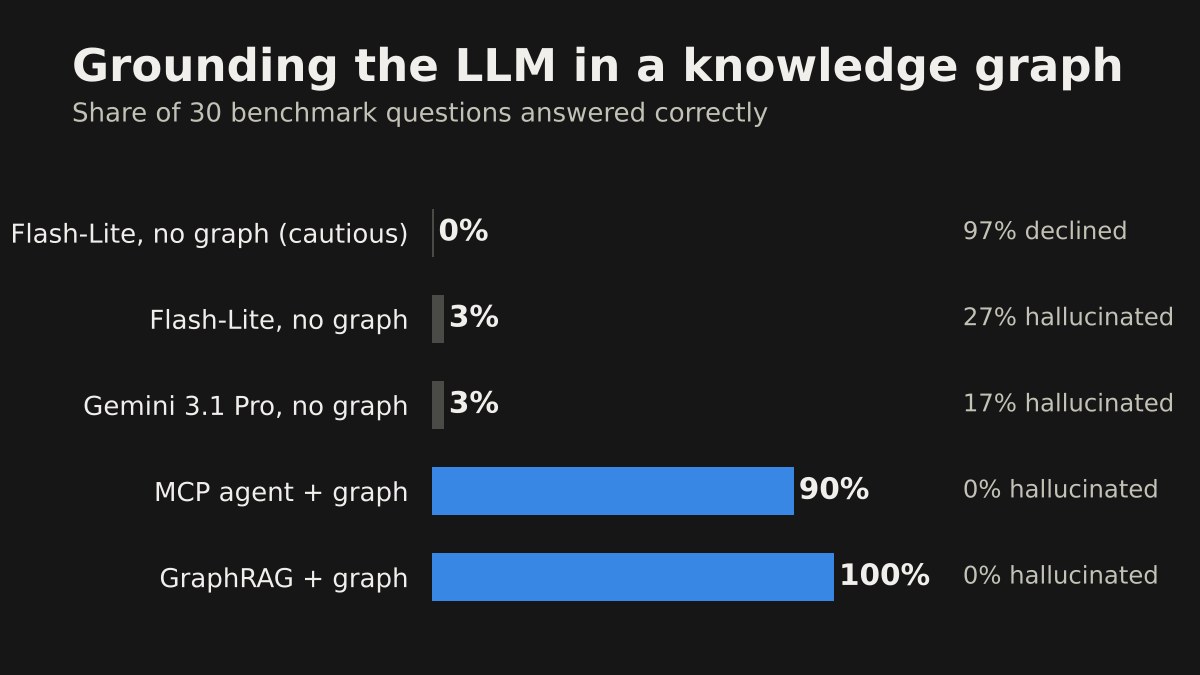 Grounding the LLM in a knowledge graph
Share of 30 benchmark questions answered correctly
Flash-Lite, no graph (cautious) 0% 97% declined
Flash-Lite, no graph 3% 27% hallucinated
Gemini 3.1 Pro, no graph 3% 17% hallucinated
MCP agent + graph 90% 0% hallucinated
GraphRAG + graph 100% 0% hallucinated